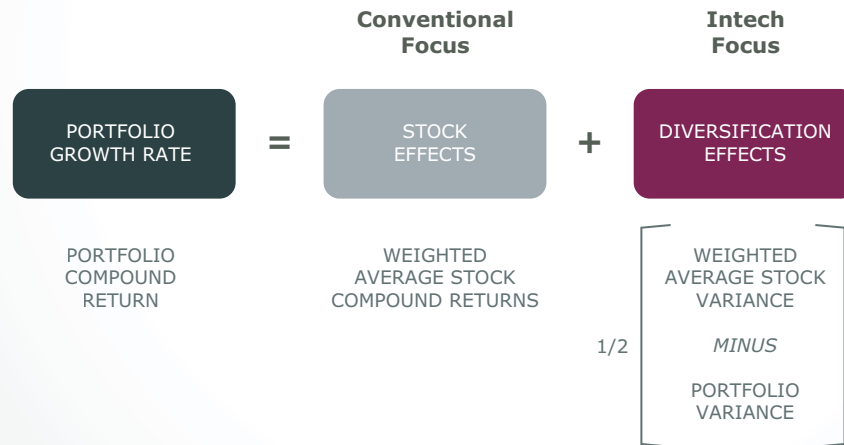 Conventional
Focus
Intech
Focus
PORTFOLIO
GROWTH RATE
=
STOCK
EFFECTS
+
DIVERSIFICATION
EFFECTS
PORTFOLIO
COMPOUND
RETURN
WEIGHTED
AVERAGE STOCK
COMPOUND RETURNS
1/2
WEIGHTED
AVERAGE STOCK
VARIANCE
MINUS
PORTFOLIO
VARIANCE